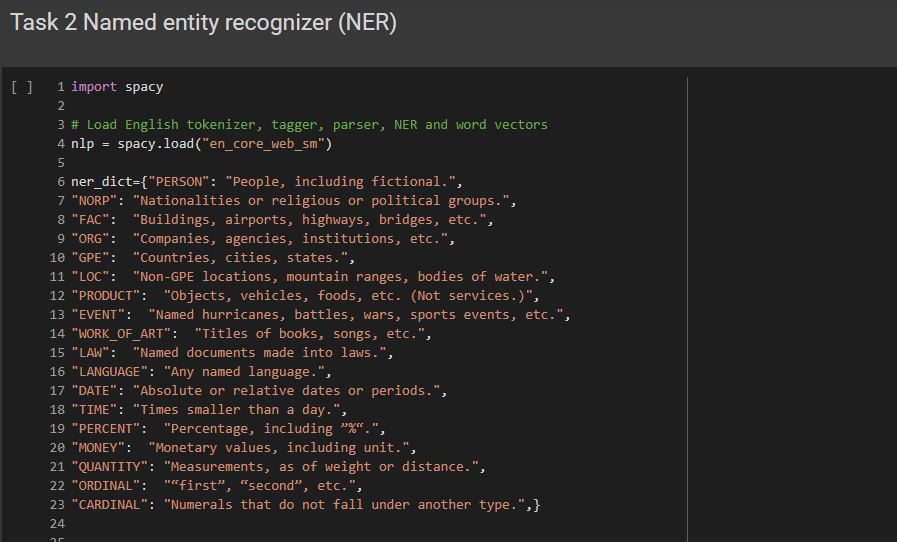 Task 2 Named entity recognizer (NER)
[ ] 1 import spacy
2
3 # Load English tokenizer, tagger, parser, NER and word vectors
4 nlp = spacy.load("en_core_web_sm")
5
6 ner_dict={"PERSON": "People, including fictional.",
7 "NORP": "Nationalities or religious or political groups.",
8 "FAC":  "Buildings, airports, highways, bridges, etc.",
9 "ORG":  "Companies, agencies, institutions, etc.",
10 "GPE":  "Countries, cities, states.",
11 "LOC":  "Non-GPE locations, mountain ranges, bodies of water.",
12 "PRODUCT":  "Objects, vehicles, foods, etc. (Not services.)",
13 "EVENT":  "Named hurricanes, battles, wars, sports events, etc.",
14 "WORK_OF_ART":  "Titles of books, songs, etc.",
15 "LAW":  "Named documents made into laws.",
16 "LANGUAGE": "Any named language.",
17 "DATE": "Absolute or relative dates or periods.",
18 "TIME": "Times smaller than a day.",
19 "PERCENT":  "Percentage, including ”%“.",
20 "MONEY":  "Monetary values, including unit.",
21 "QUANTITY": "Measurements, as of weight or distance.",
22 "ORDINAL":  "“first”, “second”, etc.",
23 "CARDINAL": "Numerals that do not fall under another type.",}
24
25